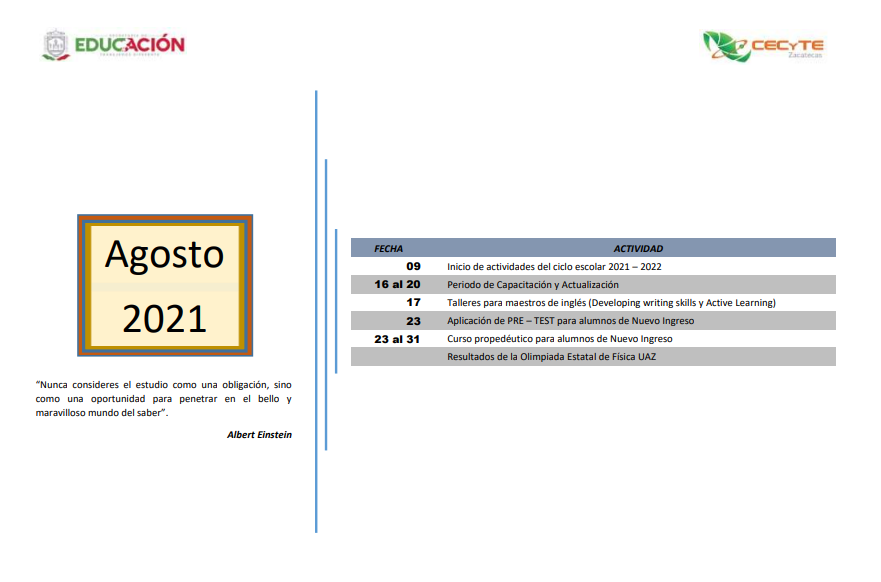 EDUCACIÓN
CECyTE
Zacatecas
Agosto
2021
“Nunca consideres el estudio como una obligación, sino
como una oportunidad para penetrar en el bello y
maravilloso mundo del saber”.
Albert Einstein
FECHA ACTIVIDAD
09 Inicio de actividades del ciclo escolar 2021 – 2022
16 al 20 Periodo de Capacitación y Actualización
17 Talleres para maestros de inglés (Developing writing skills y Active Learning)
23 Aplicación de PRE – TEST para alumnos de Nuevo Ingreso
23 al 31 Curso propedéutico para alumnos de Nuevo Ingreso
Resultados de la Olimpiada Estatal de Física UAZ